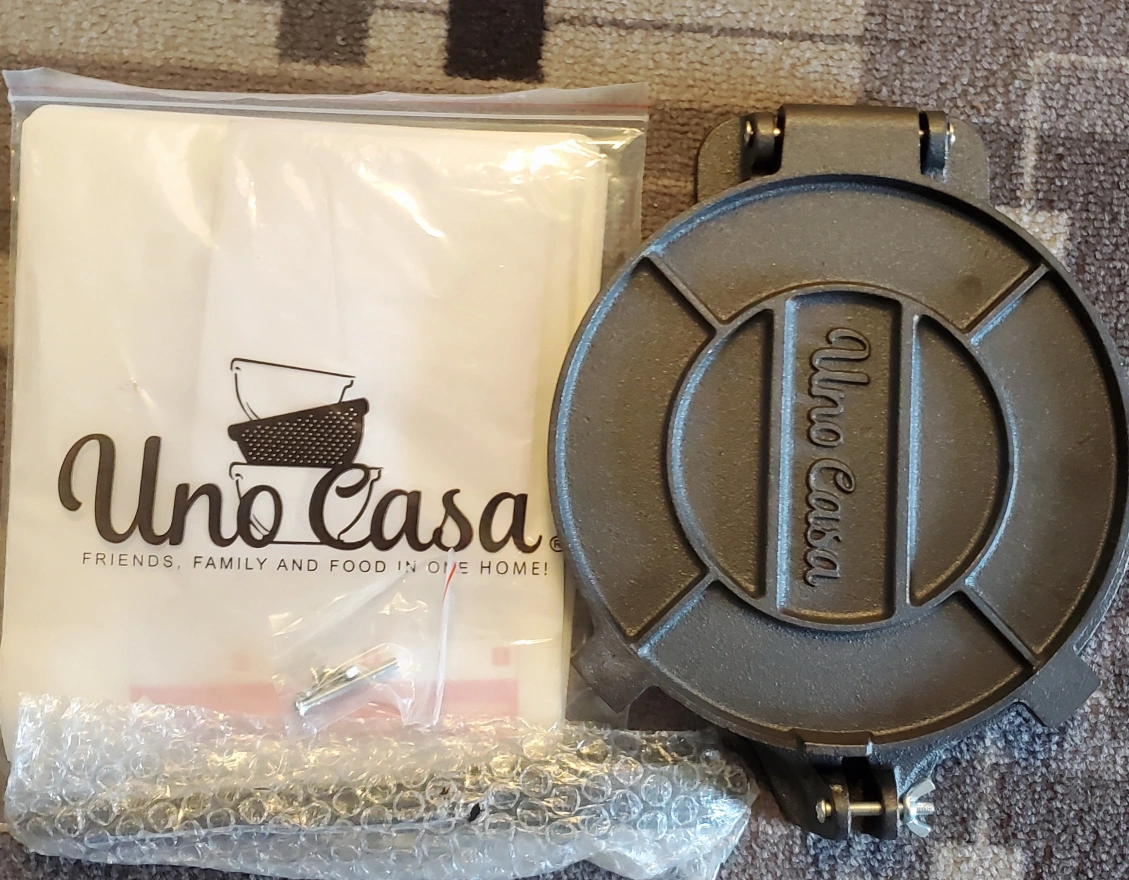 Uno Casa®
FRIENDS, FAMILY AND FOOD IN ONE HOME!
Uno Casa